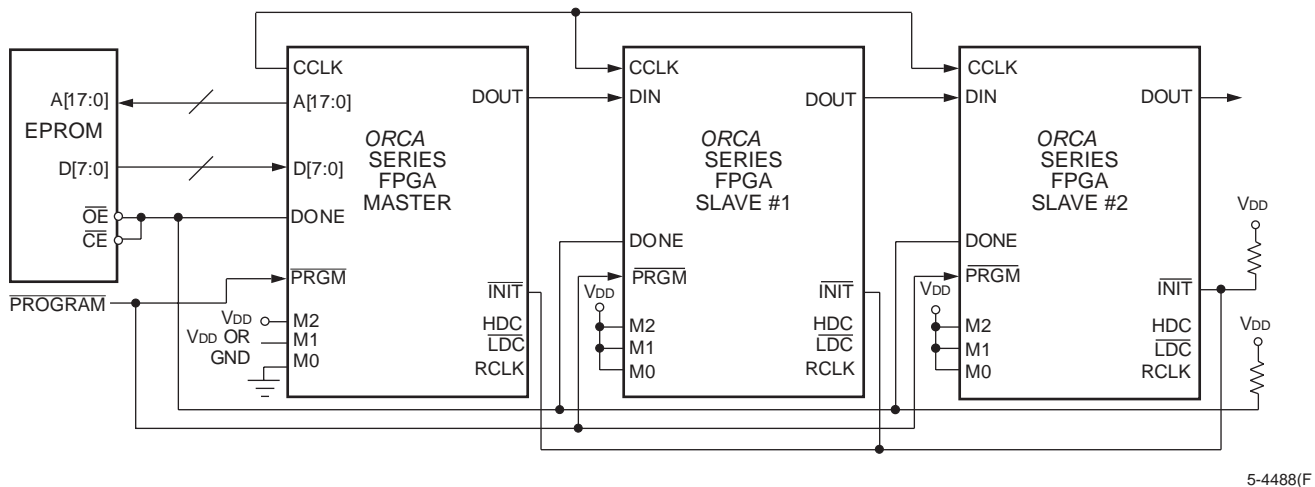 EPROM
A[17:0]
D[7:0]
OE
CE
PROGRAM
CCLK
A[17:0]
DOUT
D[7:0]
ORCA
SERIES
FPGA
MASTER
DONE
PRGM
INIT
VDD
M2
HDC
VDD OR
M1
LDC
GND
M0
RCLK
CCLK
DIN
DOUT
ORCA
SERIES
FPGA
SLAVE #1
DONE
PRGM
VDD
INIT
M2
HDC
M1
LDC
M0
RCLK
CCLK
DIN
DOUT
ORCA
SERIES
FPGA
SLAVE #2
DONE
PRGM
VDD
INIT
M2
HDC
M1
LDC
M0
RCLK
VDD
VDD
5-4488(F